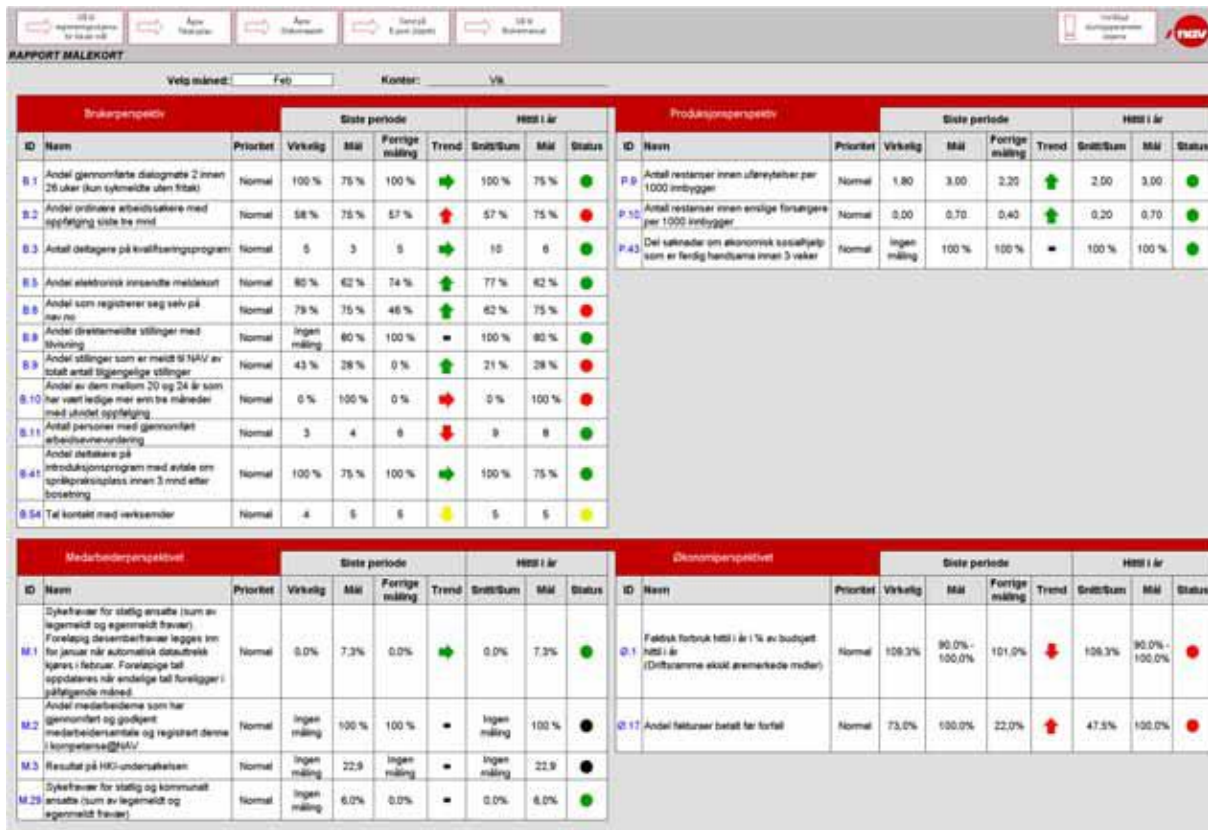 Gå til
Åpne
Åpne
Send på
Gå til
Verktøy
Tiltaksplan
Dokumentasjon
E-post
Brukermanual
nav
RAPPORT MÅLEKORT
Velg måned: Feb Kontor: Vik
Brukerperspektiv Siste periode Hittil i år
ID Navn Prioritet Virkelig Mål Forrige måling Trend Snitt/Sum Mål Status
B.1 Andel gjennomførte dialogmøte 2 innen
26 uker (kun sykmeldte uten fritak) Normal 100 % 75 % 100 % 100 % 75 %
B.2 Andel ordinære arbeidssøkere med
oppfølging siste tre mnd Normal 58 % 75 % 57 % 57 % 75 %
B.3 Antall deltagere på kvalifiseringsprogram Normal 5 3 5 10 6
B.5 Andel elektronisk innsendte meldekort Normal 80 % 62 % 74 % 77 % 62 %
B.6 Andel som registrerer seg selv på
nav.no Normal 79 % 75 % 46 % 62 % 75 %
B.8 Andel direktemeldte stillinger med
tilvisning Normal Ingen måling 80 % 100 % - 100 % 80 %
B.9 Andel stillinger som er meldt til NAV av
totalt antall tilgjengelige stillinger Normal 43 % 28 % 0 % 21 % 28 %
B.10 Andel av dem mellom 20 og 24 år som
har vært ledige mer enn tre måneder
med utvidet oppfølging Normal 0 % 100 % 0 % 0 % 100 %
B.11 Antall personer med gjennomført
arbeidsevnevurdering Normal 3 4 6 9 8
B.41 Andel deltakere på
introduksjonsprogram med avtale om
språkpraksisplass innen 3 mnd etter
bosetning Normal 100 % 75 % 100 % 100 % 75 %
B.54 Tal kontakt med verksemder Normal 4 5 5 5 5
Produksjonsperspektiv Siste periode Hittil i år
ID Navn Prioritet Virkelig Mål Forrige måling Trend Snitt/Sum Mål Status
P.9 Antall restanser innen uføreytelser per
1000 innbygger Normal 1,80 3,00 2,20 2,00 3,00
P.10 Antall restanser innen enslige forsørgere
per 1000 innbygger Normal 0,00 0,70 0,40 0,20 0,70
P.43 Del søknader om økonomisk sosialhjelp
som er ferdig handsama innen 3 veker Normal Ingen måling 100 % 100 % - 100 % 100 %
Medarbeiderperspektivet Siste periode Hittil i år
ID Navn Prioritet Virkelig Mål Forrige måling Trend Snitt/Sum Mål Status
M.1 Sykefravær for statlig ansatte (sum av
legemeldt og egenmeldt fravær).
Foreløpig desemberfravær legges inn
for januar når automatisk datauttrekk
kjøres i februar. Foreløpige tall
oppdateres når endelige tall foreligger i
påfølgende måned. Normal 0,0% 7,3% 0,0% 0,0% 7,3%
M.2 Andel medarbeiderne som har
gjennomført og godkjent
medarbeidersamtale og registrert denne
i kompetanse@NAV Normal Ingen måling 100 % 100 % - Ingen måling 100 %
M.3 Resultat på HKI-undersøkelsen Normal Ingen måling 22,9 Ingen måling - Ingen måling 22,9
M.29 Sykefravær for statlig og kommunalt
ansatte (sum av legemeldt og
egenmeldt fravær) Normal Ingen måling 6,0% 0,0% - 0,0% 6,0%
Økonomiperspektivet Siste periode Hittil i år
ID Navn Prioritet Virkelig Mål Forrige måling Trend Snitt/Sum Mål Status
Ø.1 Faktisk forbruk hittil i år i % av budsjett
hittil i år
(Driftsramme ekskl øremerkede midler) Normal 109,3% 90,0% - 100,0% 101,0% 109,3% 90,0% - 100,0%
Ø.17 Andel fakturaer betalt før forfall Normal 73,0% 100,0% 22,0% 47,5% 100,0%